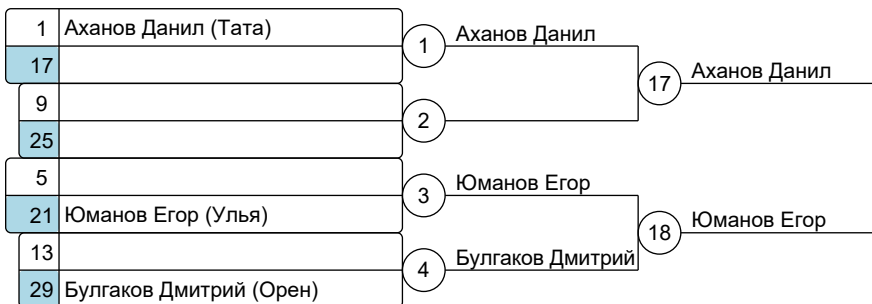 1 Аханов Данил (Тата)
17
1 Аханов Данил
9
25
2
17 Аханов Данил
5
21 Юманов Егор (Улья)
3 Юманов Егор
13
29 Булгаков Дмитрий (Орен)
4 Булгаков Дмитрий
18 Юманов Егор